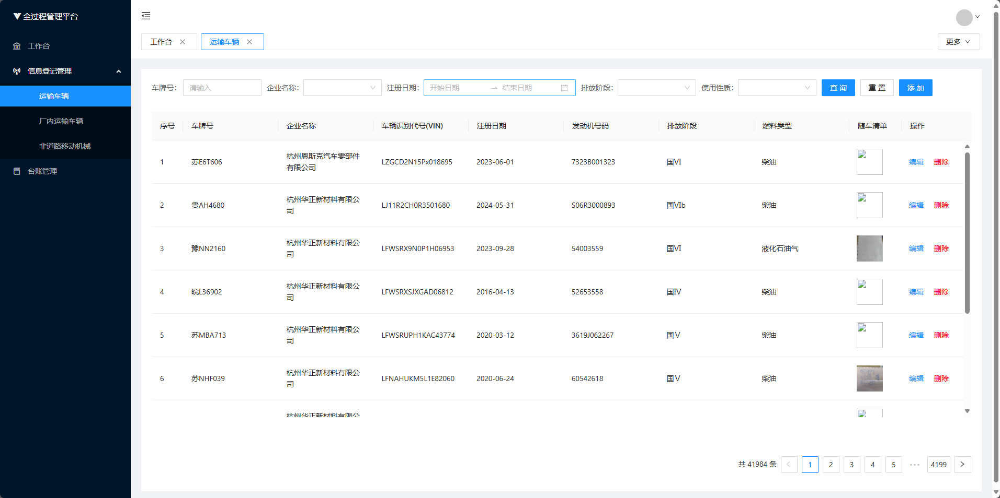 全过程管理平台
工作台
信息登记管理
运输车辆
厂内运输车辆
非道路移动机械
台账管理
工作台
运输车辆
更多
车牌号: 请输入 企业名称: 注册日期: 开始日期 结束日期 排放阶段: 使用性质: 查 询 重 置 添 加
序号 车牌号 企业名称 车辆识别代号(VIN) 注册日期 发动机号码 排放阶段 燃料类型 随车清单 操作
1 苏E6T606 杭州恩斯克汽车零部件 LZGCD2N15Px018695 2023-06-01 7323B001323 国VI 柴油 编辑 删除
有限公司
2 贵AH4680 杭州华正新材料有限公 LJ11R2CH0R3501680 2024-05-31 S06R3000893 国VIb 柴油 编辑 删除
司
3 豫NN2160 杭州华正新材料有限公 LFWSRX9N0P1H06953 2023-09-28 54003559 国VI 液化石油气 编辑 删除
司
4 皖L36902 杭州华正新材料有限公 LFWSRXSJXGAD06812 2016-04-13 52653558 国IV 柴油 编辑 删除
司
5 苏MBA713 杭州华正新材料有限公 LFWSRUPH1KAC43774 2020-03-12 3619J062267 国V 柴油 编辑 删除
司
6 苏NHF039 杭州华正新材料有限公 LFNAHUKM5L1E82060 2020-06-24 60542618 国V 柴油 编辑 删除
司
杭州华正新材料有限公
共 41984 条 1 2 3 4 5 ••• 4199